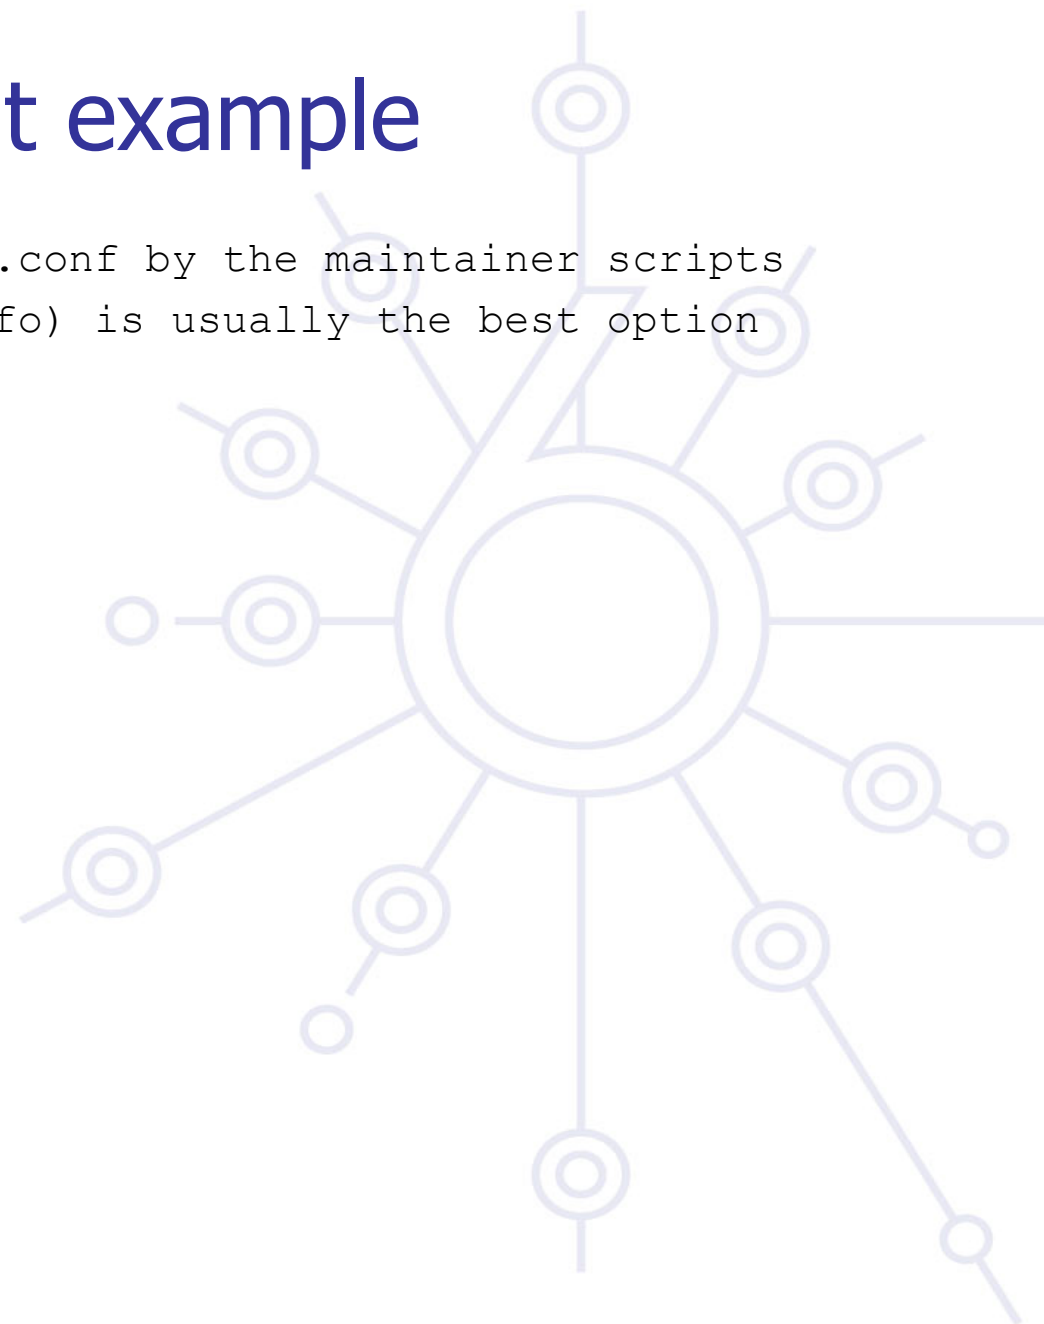 t example
.conf by the maintainer scripts
fo) is usually the best option